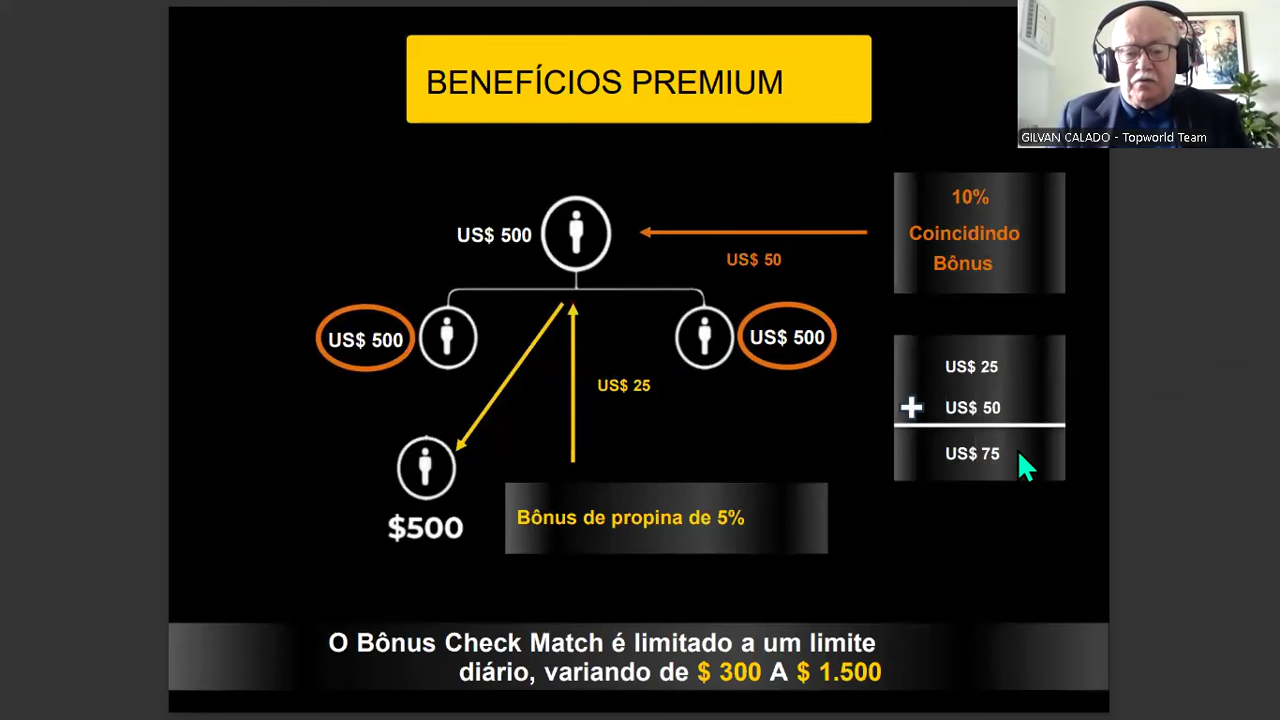 BENEFÍCIOS PREMIUM
GILVAN CALADO - Topworld Team
US$ 500
US$ 50
10%
Coincidindo
Bônus
US$ 500
US$ 500
US$ 25
US$ 25
+ US$ 50
US$ 75
$500
Bônus de propina de 5%
O Bônus Check Match é limitado a um limite
diário, variando de $ 300 A $ 1.500